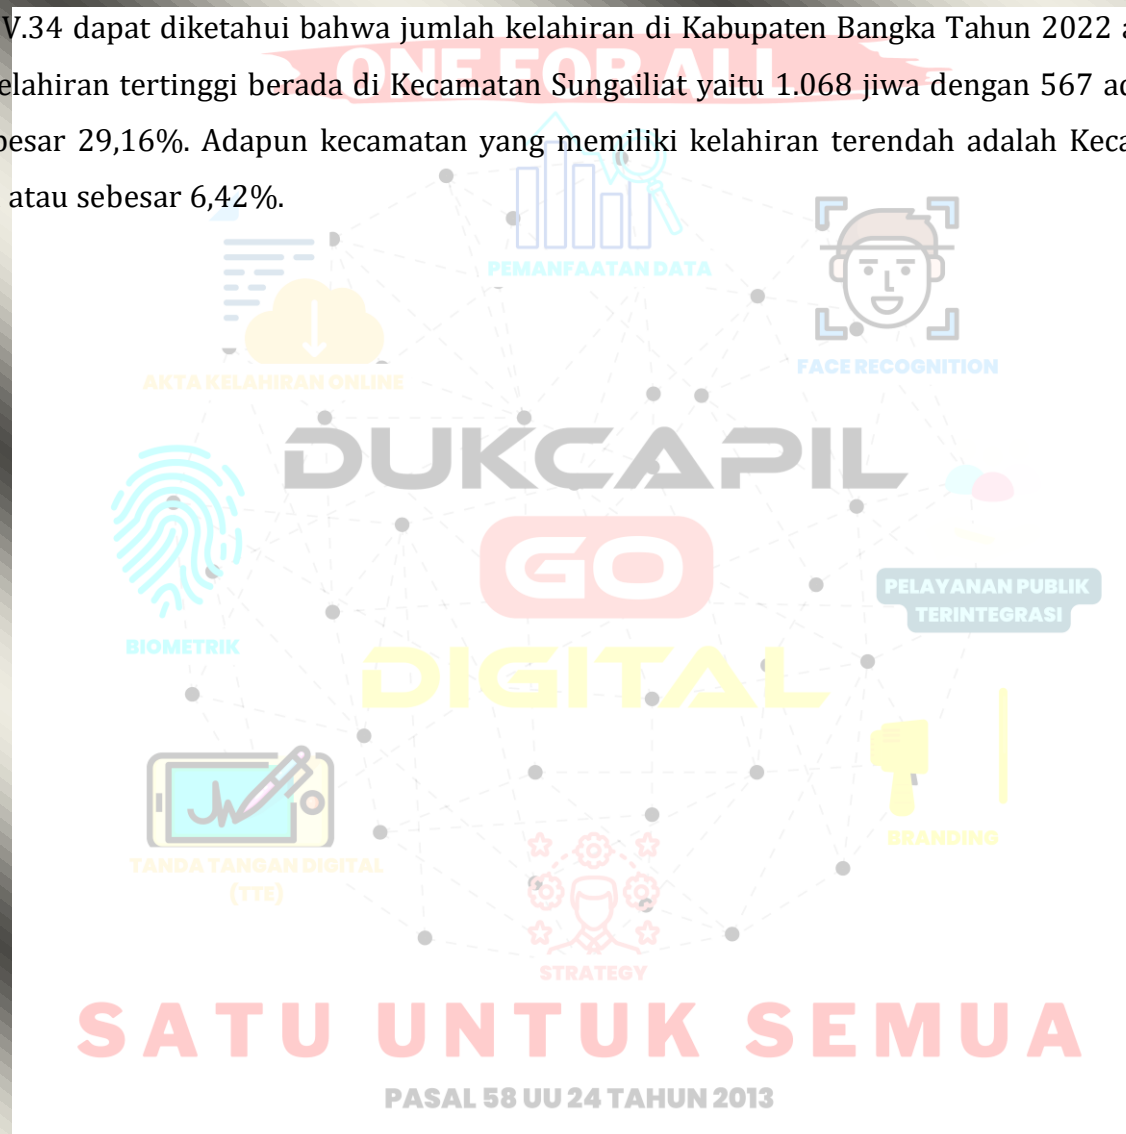 V.34 dapat diketahui bahwa jumlah kelahiran di Kabupaten Bangka Tahun 2022
elahiran tertinggi berada di Kecamatan Sungailiat yaitu 1.068 jiwa dengan 567
besar 29,16%. Adapun kecamatan yang memiliki kelahiran terendah adalah
atau sebesar 6,42%.
ONE FOR ALL
PEMANFAATAN DATA
FACE RECOGNITION
AKTA KELAHIRAN ONLINE
DUKCAPIL
GO
DIGITAL
PELAYANAN PUBLIK
TERINTEGRASI
BIOMETRIK
BRANDING
TANDA TANGAN DIGITAL
(TTE)
STRATEGY
SATU UNTUK SEMUA
PASAL 58 UU 24 TAHUN 2013